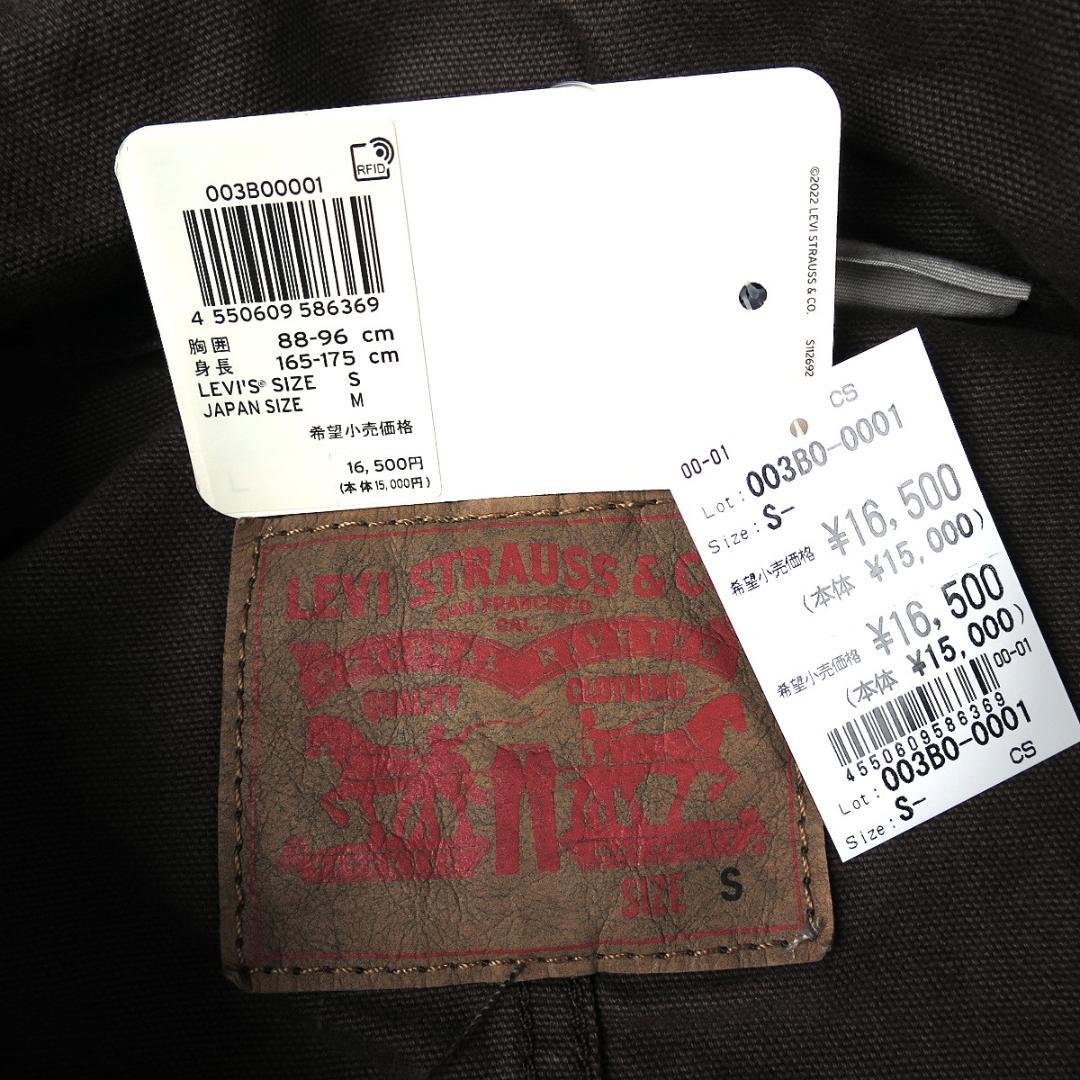 RFID
003B00001
4 550609 586369
胸囲 88-96 cm
身長 165-175 cm
LEVI'S® SIZE S
JAPAN SIZE M
希望小売価格
16,500円
(本体15,000円)
©2022 LEVI STRAUSS & CO.
S112692
CS
00-01
Lot: 003B0-0001
Size: S-
希望小売価格 ¥16,500
(本体 ¥15,000)
希望小売価格 ¥16,500
(本体 ¥15,000)
00-01
4550609586369
Lot: 003B0-0001
CS
Size: S-
LEVI STRAUSS & C
SAN FRANCISCO
CAL.
ORIGINAL RIVETED
QUALITY CLOTHING
SIZE S